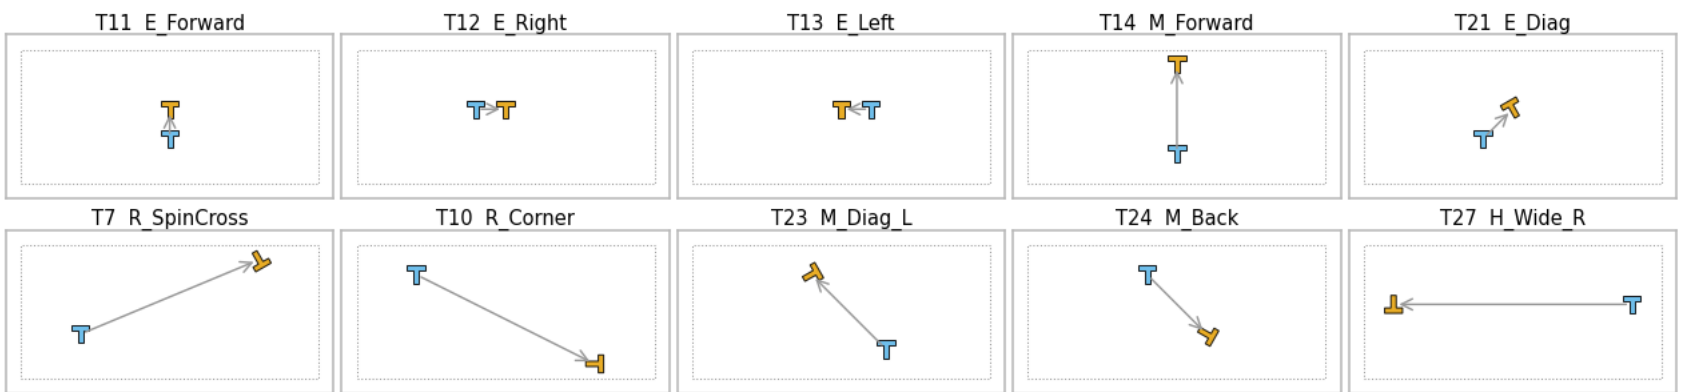 T11 E_Forward
T12 E_Right
T13 E_Left
T14 M_Forward
T21 E_Diag
T7 R_SpinCross
T10 R_Corner
T23 M_Diag_L
T24 M_Back
T27 H_Wide_R